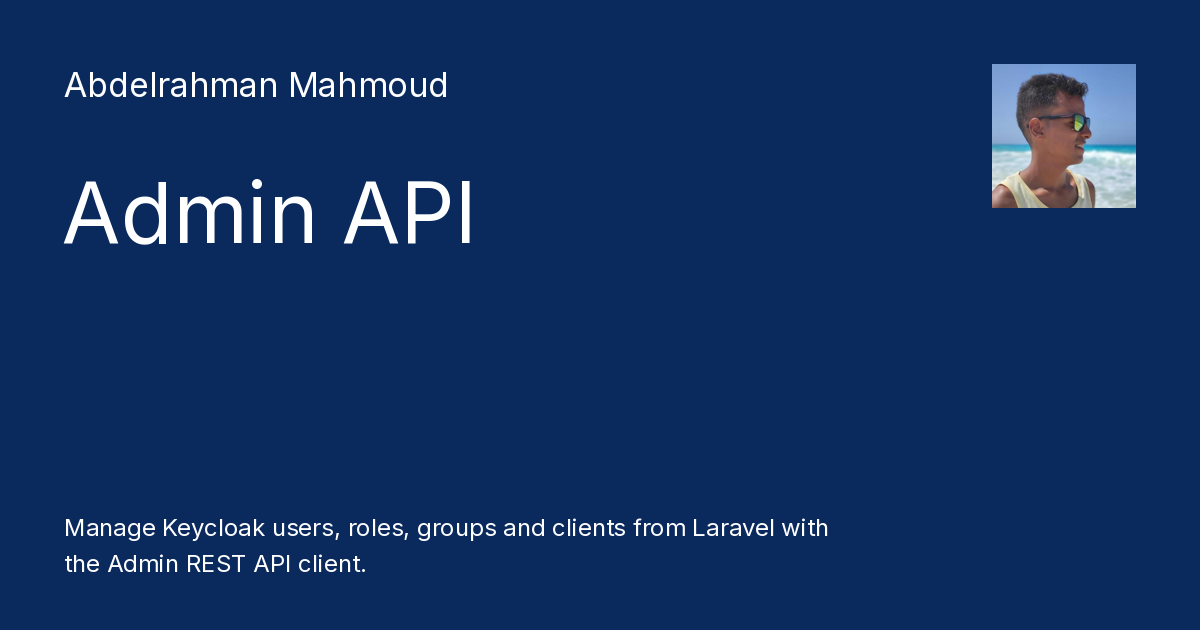 Abdelrahman Mahmoud
Admin API
Manage Keycloak users, roles, groups and clients from Laravel with
the Admin REST API client.